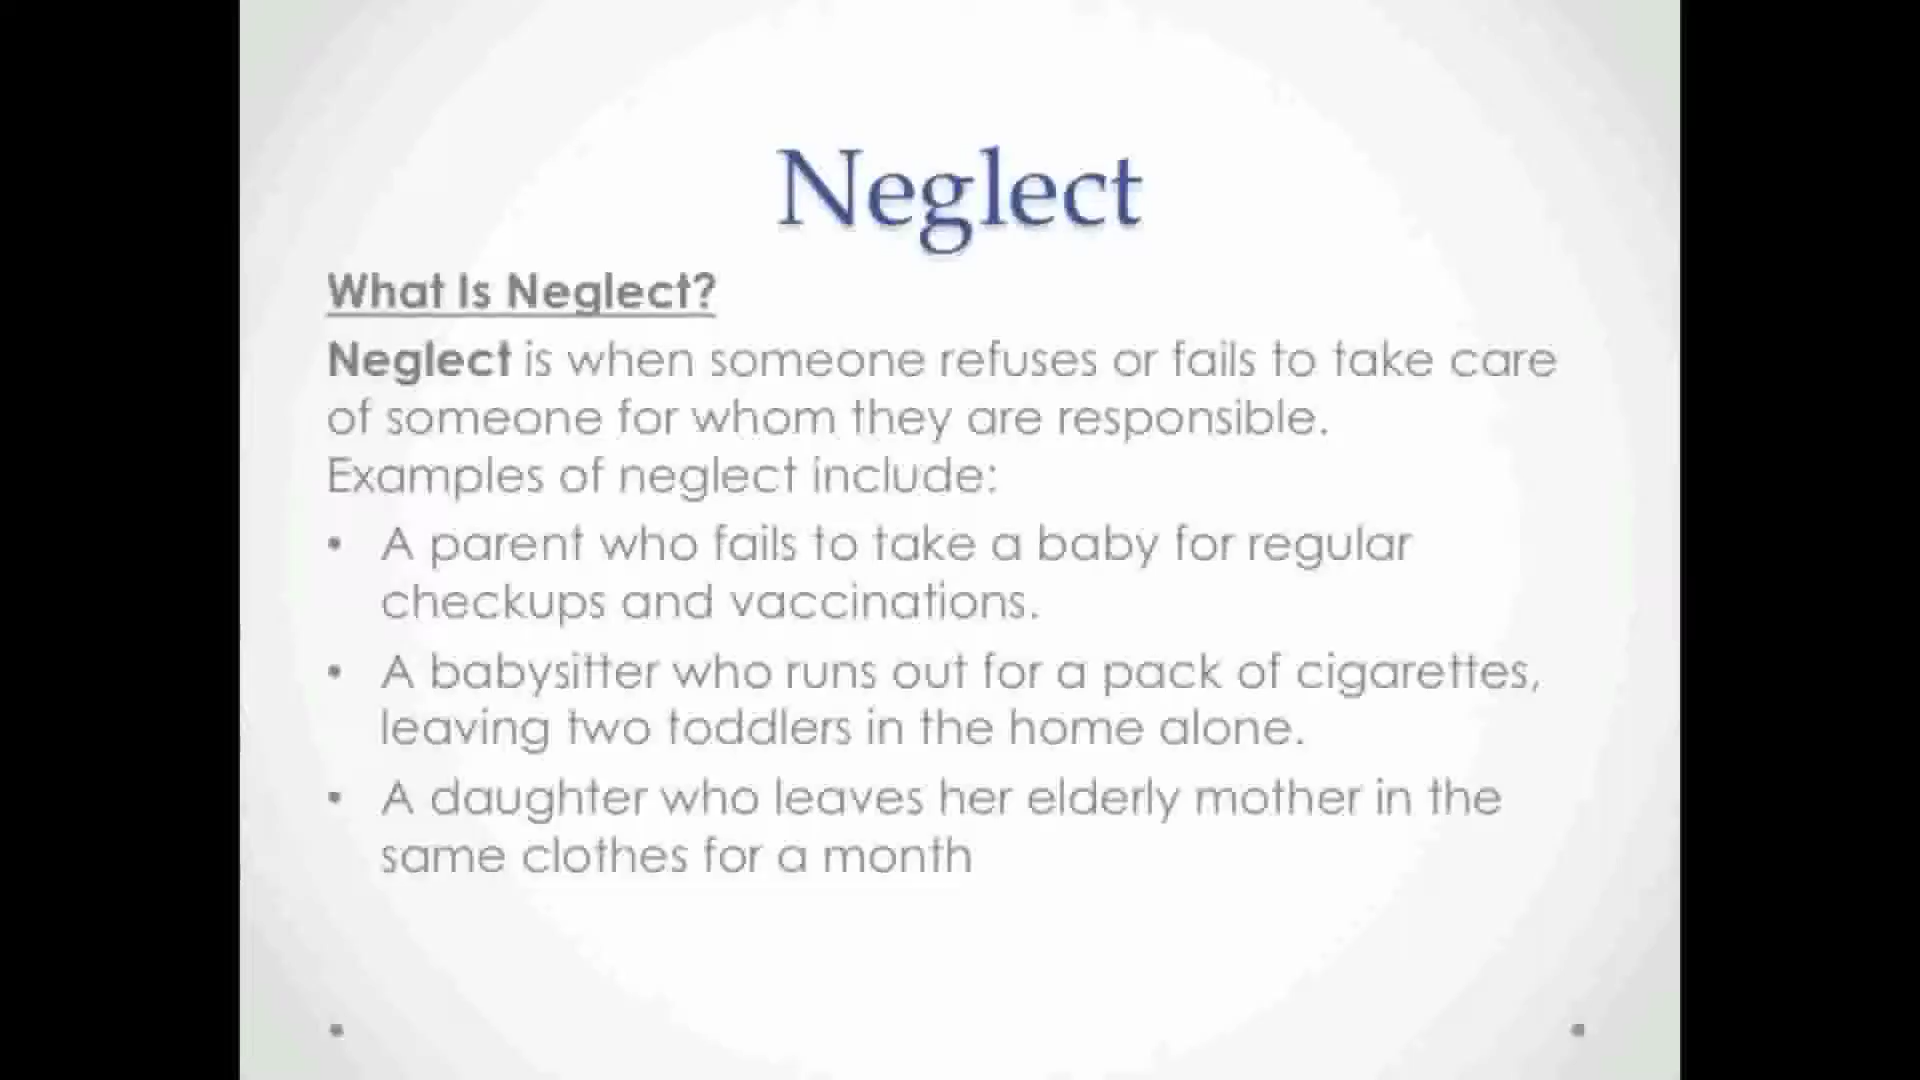 Neglect
What Is Neglect?
Neglect is when someone refuses or fails to take care
of someone for whom they are responsible.
Examples of neglect include:
• A parent who fails to take a baby for regular
checkups and vaccinations.
• A babysitter who runs out for a pack of cigarettes,
leaving two toddlers in the home alone.
• A daughter who leaves her elderly mother in the
same clothes for a month